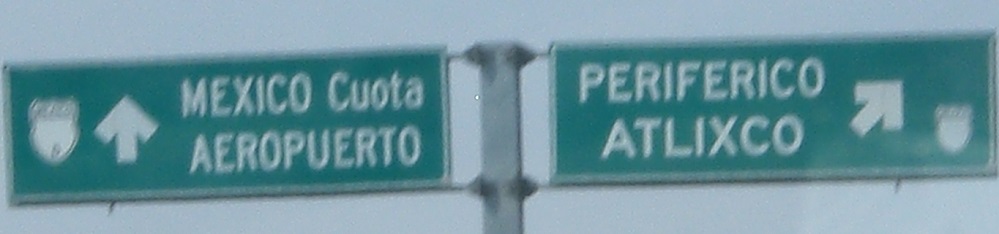 MEXICO Cuota
AEROPUERTO
PERIFERICO
ATLIXCO